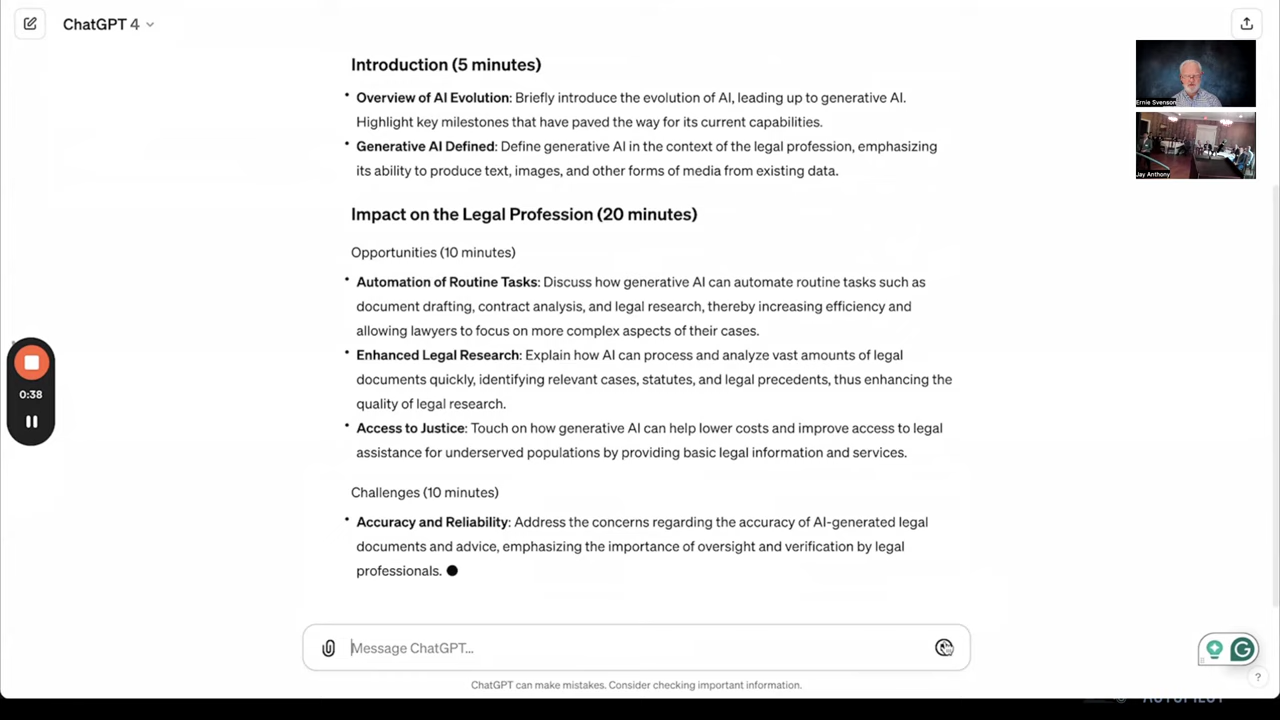 ChatGPT 4
Introduction (5 minutes)
• Overview of AI Evolution: Briefly introduce the evolution of AI, leading up to generative AI.
Highlight key milestones that have paved the way for its current capabilities.
• Generative AI Defined: Define generative AI in the context of the legal profession, emphasizing
its ability to produce text, images, and other forms of media from existing data.
Ernie Svenson
Jay Anthony
Impact on the Legal Profession (20 minutes)
Opportunities (10 minutes)
• Automation of Routine Tasks: Discuss how generative AI can automate routine tasks such as
document drafting, contract analysis, and legal research, thereby increasing efficiency and
allowing lawyers to focus on more complex aspects of their cases.
• Enhanced Legal Research: Explain how AI can process and analyze vast amounts of legal
documents quickly, identifying relevant cases, statutes, and legal precedents, thus enhancing the
quality of legal research.
0:38
• Access to Justice: Touch on how generative AI can help lower costs and improve access to legal
assistance for underserved populations by providing basic legal information and services.
Challenges (10 minutes)
• Accuracy and Reliability: Address the concerns regarding the accuracy of AI-generated legal
documents and advice, emphasizing the importance of oversight and verification by legal
professionals.
Message ChatGPT...
G
ChatGPT can make mistakes. Consider checking important information.
?